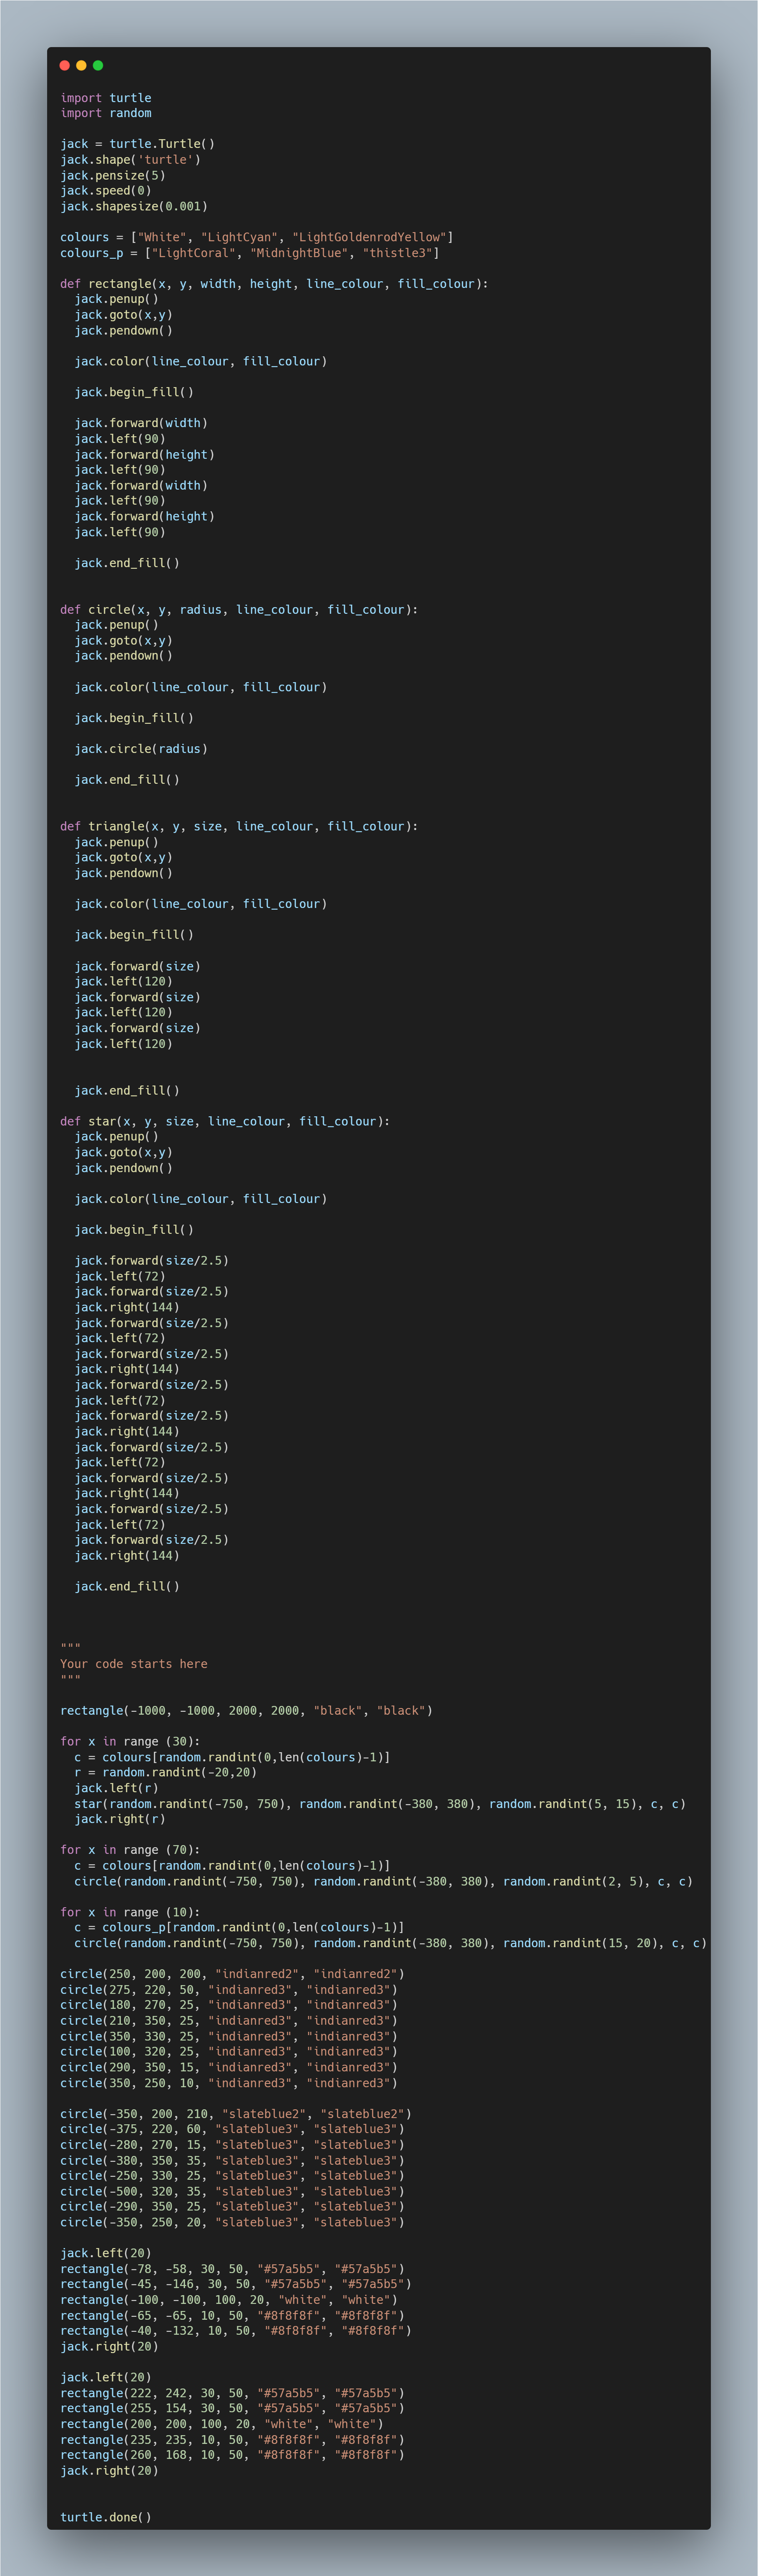 import turtle
import random

jack = turtle.Turtle()
jack.shape('turtle')
jack.pensize(5)
jack.speed(0)
jack.shapesize(0.001)

colours = ["White", "LightCyan", "LightGoldenrodYellow"]
colours_p = ["LightCoral", "MidnightBlue", "thistle3"]

def rectangle(x, y, width, height, line_colour, fill_colour):
  jack.penup()
  jack.goto(x,y)
  jack.pendown()

  jack.color(line_colour, fill_colour)

  jack.begin_fill()

  jack.forward(width)
  jack.left(90)
  jack.forward(height)
  jack.left(90)
  jack.forward(width)
  jack.left(90)
  jack.forward(height)
  jack.left(90)

  jack.end_fill()


def circle(x, y, radius, line_colour, fill_colour):
  jack.penup()
  jack.goto(x,y)
  jack.pendown()

  jack.color(line_colour, fill_colour)

  jack.begin_fill()

  jack.circle(radius)

  jack.end_fill()


def triangle(x, y, size, line_colour, fill_colour):
  jack.penup()
  jack.goto(x,y)
  jack.pendown()

  jack.color(line_colour, fill_colour)

  jack.begin_fill()

  jack.forward(size)
  jack.left(120)
  jack.forward(size)
  jack.left(120)
  jack.forward(size)
  jack.left(120)


  jack.end_fill()

def star(x, y, size, line_colour, fill_colour):
  jack.penup()
  jack.goto(x,y)
  jack.pendown()

  jack.color(line_colour, fill_colour)

  jack.begin_fill()

  jack.forward(size/2.5)
  jack.left(72)
  jack.forward(size/2.5)
  jack.right(144)
  jack.forward(size/2.5)
  jack.left(72)
  jack.forward(size/2.5)
  jack.right(144)
  jack.forward(size/2.5)
  jack.left(72)
  jack.forward(size/2.5)
  jack.right(144)
  jack.forward(size/2.5)
  jack.left(72)
  jack.forward(size/2.5)
  jack.right(144)
  jack.forward(size/2.5)
  jack.left(72)
  jack.forward(size/2.5)
  jack.right(144)

  jack.end_fill()



"""
Your code starts here
"""

rectangle(-1000, -1000, 2000, 2000, "black", "black")

for x in range (30):
  c = colours[random.randint(0,len(colours)-1)]
  r = random.randint(-20,20)
  jack.left(r)
  star(random.randint(-750, 750), random.randint(-380, 380), random.randint(5, 15), c, c)
  jack.right(r)

for x in range (70):
  c = colours[random.randint(0,len(colours)-1)]
  circle(random.randint(-750, 750), random.randint(-380, 380), random.randint(2, 5), c, c)

for x in range (10):
  c = colours_p[random.randint(0,len(colours)-1)]
  circle(random.randint(-750, 750), random.randint(-380, 380), random.randint(15, 20), c, c)

circle(250, 200, 200, "indianred2", "indianred2")
circle(275, 220, 50, "indianred3", "indianred3")
circle(180, 270, 25, "indianred3", "indianred3")
circle(210, 350, 25, "indianred3", "indianred3")
circle(350, 330, 25, "indianred3", "indianred3")
circle(100, 320, 25, "indianred3", "indianred3")
circle(290, 350, 15, "indianred3", "indianred3")
circle(350, 250, 10, "indianred3", "indianred3")

circle(-350, 200, 210, "slateblue2", "slateblue2")
circle(-375, 220, 60, "slateblue3", "slateblue3")
circle(-280, 270, 15, "slateblue3", "slateblue3")
circle(-380, 350, 35, "slateblue3", "slateblue3")
circle(-250, 330, 25, "slateblue3", "slateblue3")
circle(-500, 320, 35, "slateblue3", "slateblue3")
circle(-290, 350, 25, "slateblue3", "slateblue3")
circle(-350, 250, 20, "slateblue3", "slateblue3")

jack.left(20)
rectangle(-78, -58, 30, 50, "#57a5b5", "#57a5b5")
rectangle(-45, -146, 30, 50, "#57a5b5", "#57a5b5")
rectangle(-100, -100, 100, 20, "white", "white")
rectangle(-65, -65, 10, 50, "#8f8f8f", "#8f8f8f")
rectangle(-40, -132, 10, 50, "#8f8f8f", "#8f8f8f")
jack.right(20)

jack.left(20)
rectangle(222, 242, 30, 50, "#57a5b5", "#57a5b5")
rectangle(255, 154, 30, 50, "#57a5b5", "#57a5b5")
rectangle(200, 200, 100, 20, "white", "white")
rectangle(235, 235, 10, 50, "#8f8f8f", "#8f8f8f")
rectangle(260, 168, 10, 50, "#8f8f8f", "#8f8f8f")
jack.right(20)


turtle.done()